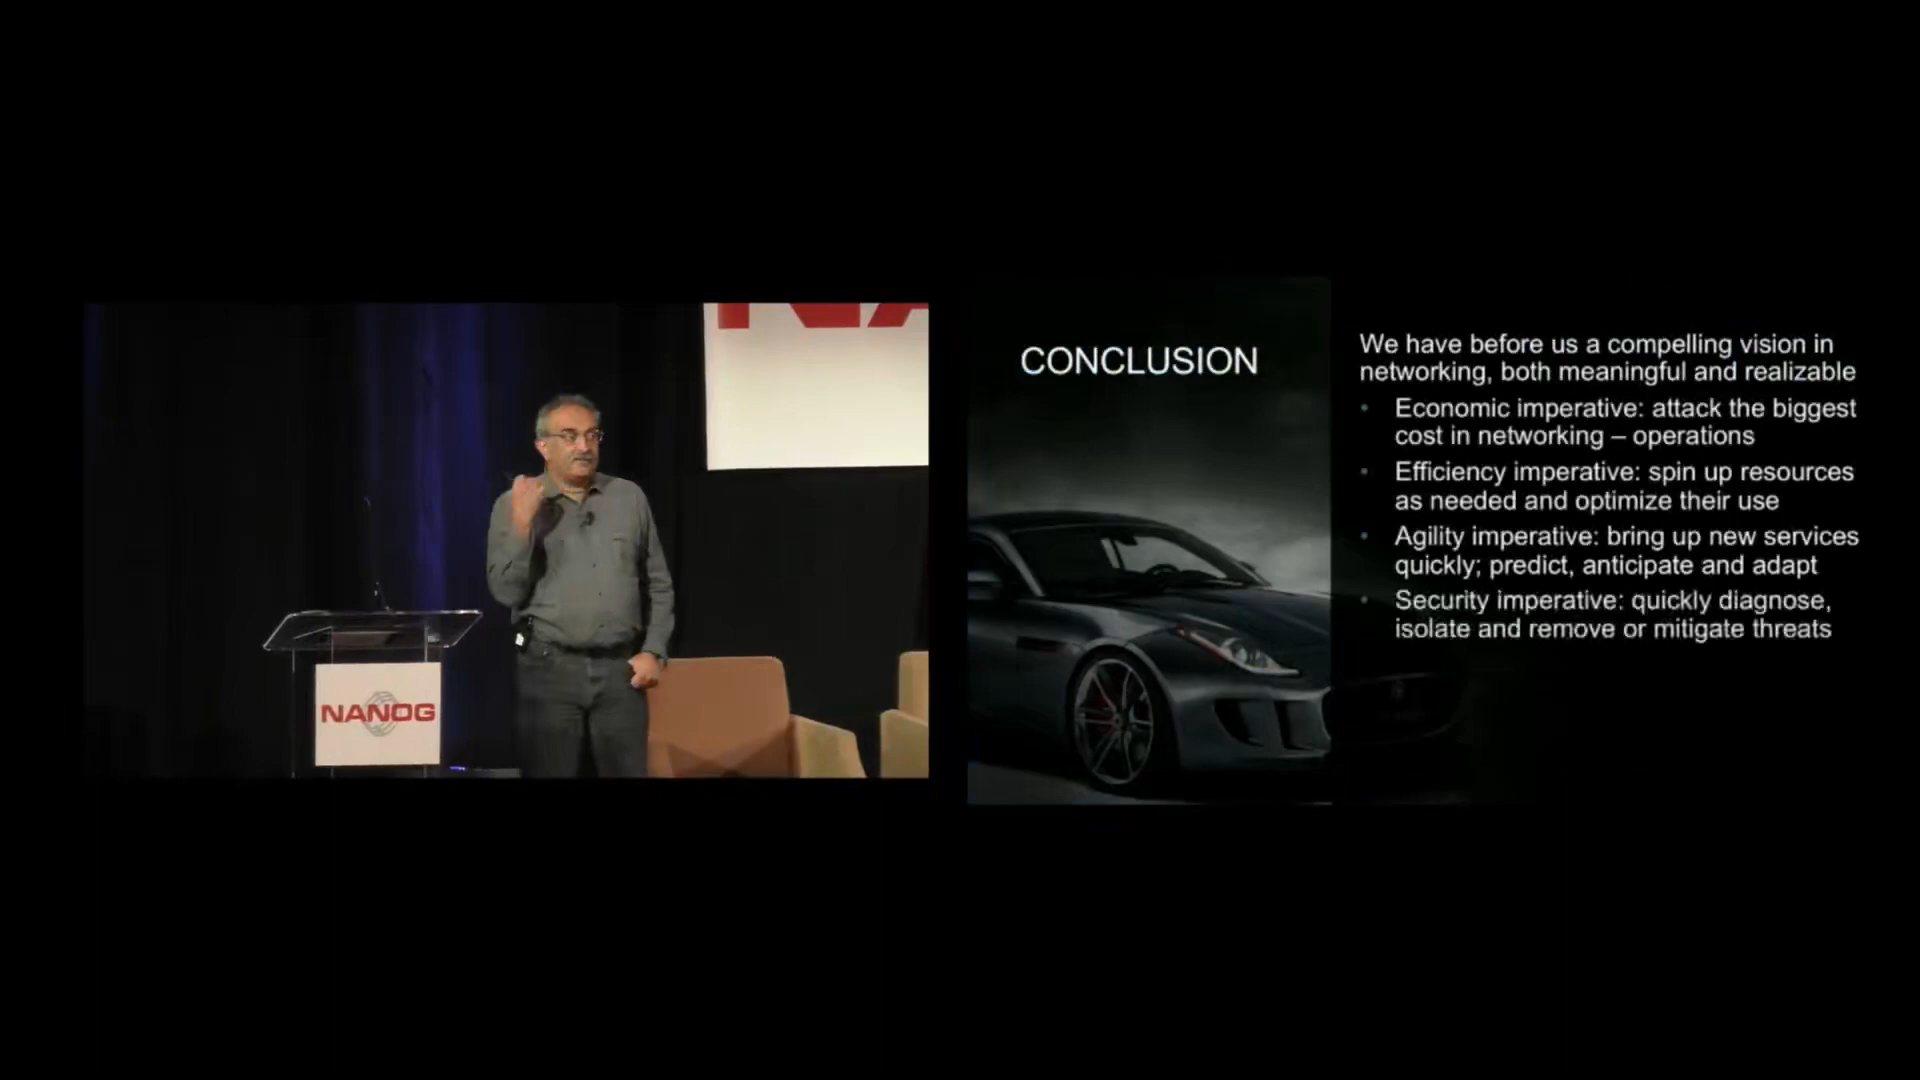 NA
NANOG
CONCLUSION
We have before us a compelling vision in
networking, both meaningful and realizable
• Economic imperative: attack the biggest
cost in networking – operations
• Efficiency imperative: spin up resources
as needed and optimize their use
• Agility imperative: bring up new services
quickly; predict, anticipate and adapt
• Security imperative: quickly diagnose,
isolate and remove or mitigate threats